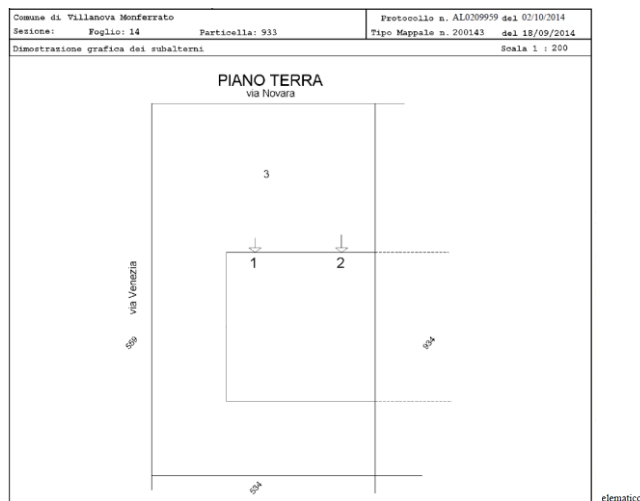 Comune di Villanova Monferrato
Protocollo n. AL0209959 del 02/10/2014
Sezione: Foglio: 14 Particella: 933
Tipo Mappale n. 200143 del 18/09/2014
Dimostrazione grafica dei subalterni
Scala 1 : 200
PIANO TERRA
via Novara
3
1 2
via Venezia
559
934
534
elematico